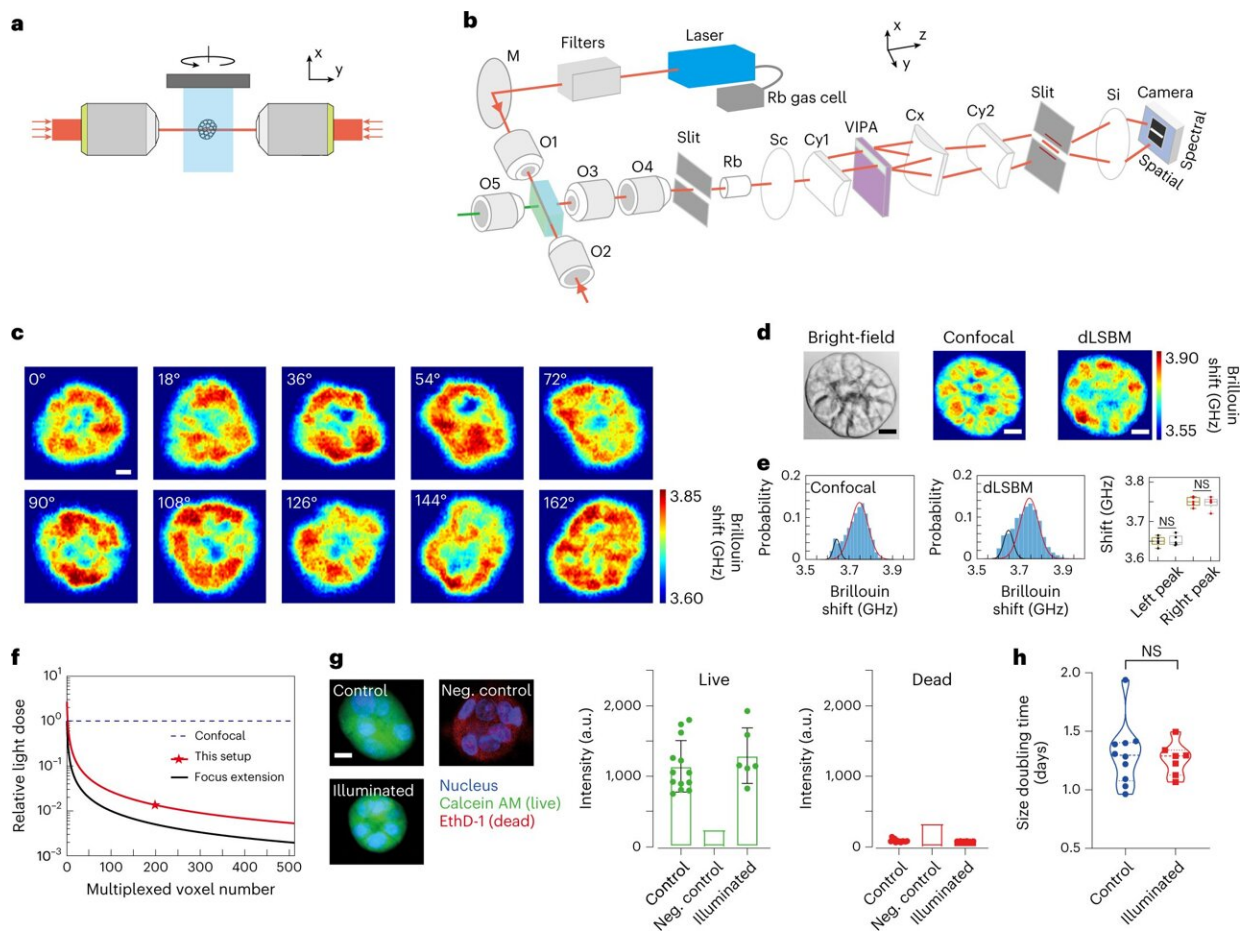 a
x
y
b
M
Filters
Laser
Rb gas cell
x
z
y
O1
O5
O3
O4
O2
Slit
Rb
Sc
Cy1
VIPA
Cx
Cy2
Slit
Si
Camera
Spectral
Spatial
c
0°
18°
36°
54°
72°
90°
108°
126°
144°
162°
3.85
Brillouin
shift (GHz)
3.60
d
Bright-field
Confocal
dLSBM
3.90
Brillouin
shift (GHz)
3.55
e
0.2
0.1
0
Probability
Confocal
3.5
3.7
3.9
Brillouin
shift (GHz)
0.2
0.1
0
Probability
dLSBM
3.5
3.7
3.9
Brillouin
shift (GHz)
3.8
3.7
3.6
Shift (GHz)
NS
NS
Left peak
Right peak
f
10¹
10⁰
10⁻¹
10⁻²
10⁻³
Relative light dose
Confocal
This setup
Focus extension
0
100
200
300
400
500
Multiplexed voxel number
g
Control
Neg. control
Illuminated
Nucleus
Calcein AM (live)
EthD-1 (dead)
Live
2,000
1,000
0
Intensity (a.u.)
Control
Neg. control
Illuminated
Dead
2,000
1,000
0
Intensity (a.u.)
Control
Neg. control
Illuminated
h
NS
2.0
1.5
1.0
0.5
Size doubling time
(days)
Control
Illuminated